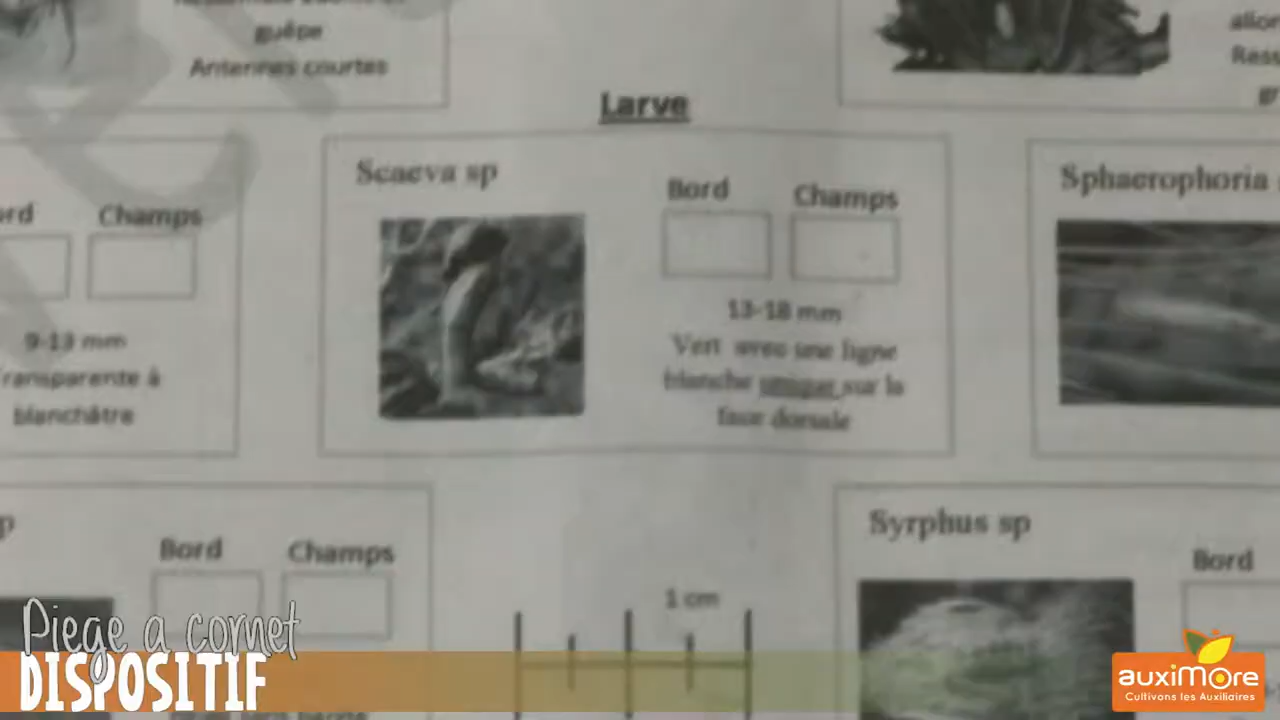 guêpe
Antennes courtes
Larve
Champs
9-13 mm
blanchâtre
Scaeva sp
Bord
Champs
13-18 mm
Vert avec une ligne
blanche unique sur la
face dorsale
Sphaerophoria
Bord
Champs
1 cm
Syrphus sp
Bord
Piege a cornet
DISPOSITIF
auxiMore
Cultivons les Auxiliaires